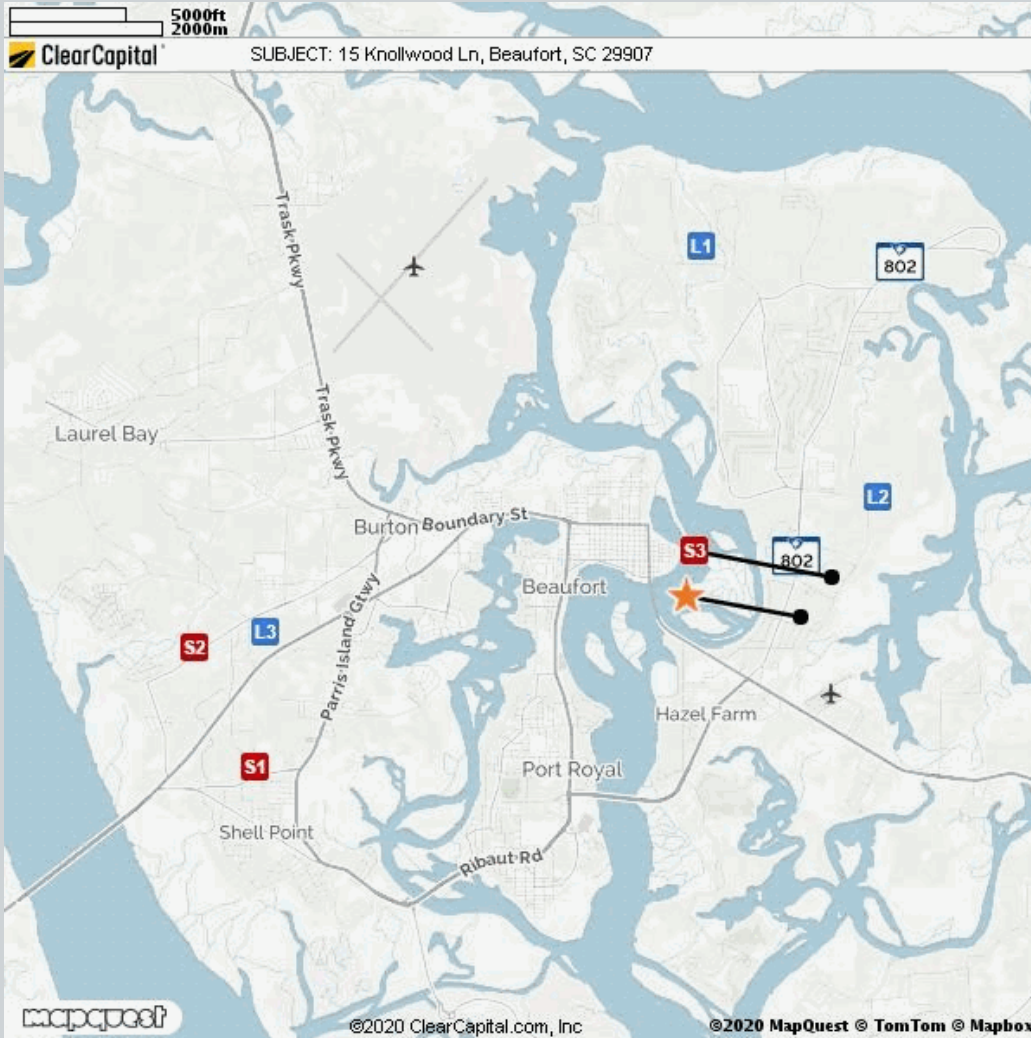 5000ft
2000m
ClearCapital
SUBJECT: 15 Knollwood Ln, Beaufort, SC 29907
Trask Pkwy
L1
802
Trask Pkwy
Laurel Bay
L2
Burton
Boundary St
S3
802
Beaufort
Parris Island Gtwy
L3
S2
Hazel Farm
S1
Port Royal
Shell Point
Ribaut Rd
mapquest
©2020 ClearCapital.com, Inc
©2020 MapQuest © TomTom © Mapbox